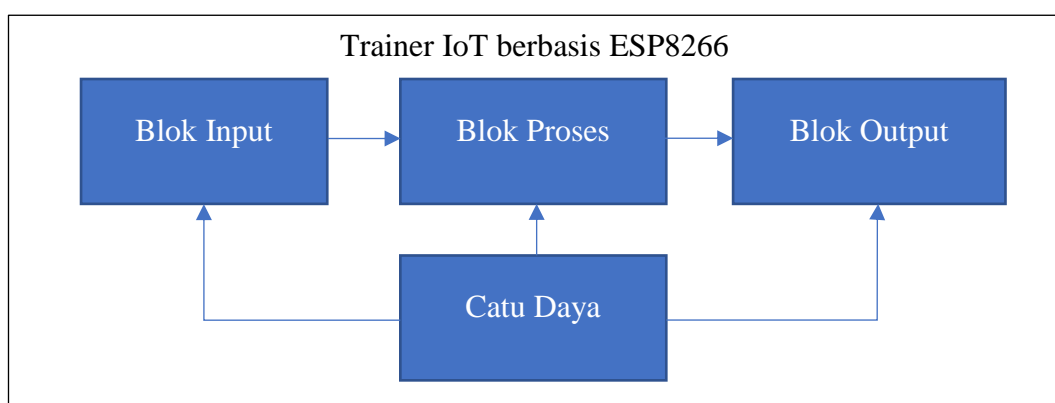 Trainer IoT berbasis ESP8266
Blok Input
Blok Proses
Blok Output
Catu Daya